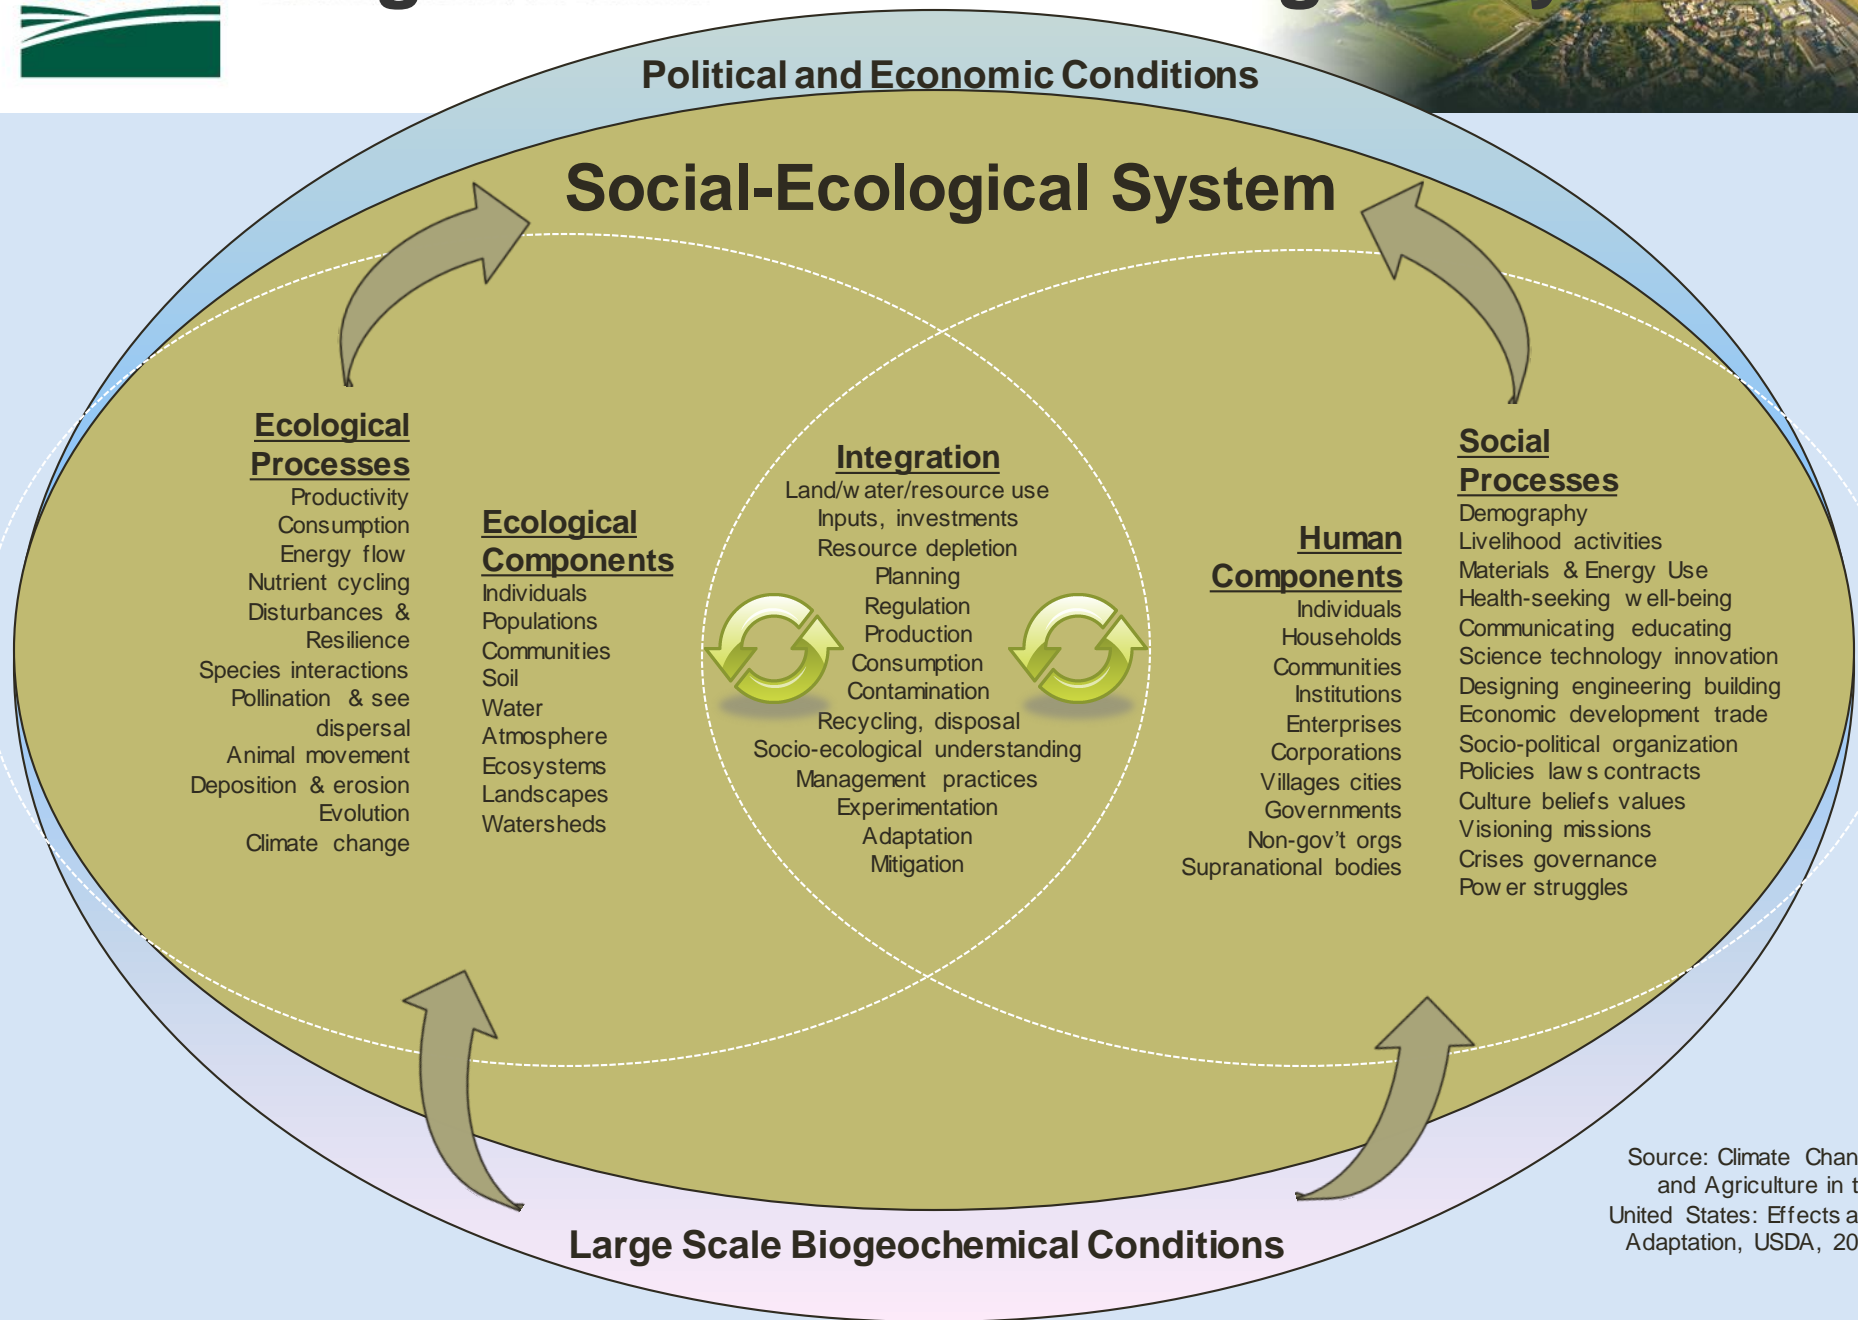 Political and Economic Conditions
Social-Ecological System
Ecological
Processes
Productivity
Consumption
Energy flow
Nutrient cycling
Disturbances &
Resilience
Species interactions
Pollination & see
dispersal
Animal movement
Deposition & erosion
Evolution
Climate change
Ecological
Components
Individuals
Populations
Communities
Soil
Water
Atmosphere
Ecosystems
Landscapes
Watersheds
Integration
Land/water/resource use
Inputs, investments
Resource depletion
Planning
Regulation
Production
Consumption
Contamination
Recycling, disposal
Socio-ecological understanding
Management practices
Experimentation
Adaptation
Mitigation
Human
Components
Individuals
Households
Communities
Institutions
Enterprises
Corporations
Villages cities
Governments
Non-gov't orgs
Supranational bodies
Social
Processes
Demography
Livelihood activities
Materials & Energy Use
Health-seeking well-being
Communicating educating
Science technology innovation
Designing engineering building
Economic development trade
Socio-political organization
Policies laws contracts
Culture beliefs values
Visioning missions
Crises governance
Power struggles
Large Scale Biogeochemical Conditions
Source: Climate Chan
and Agriculture in t
United States: Effects a
Adaptation, USDA, 20